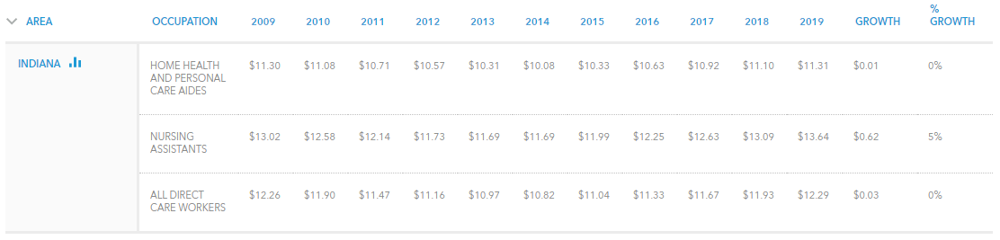 AREA OCCUPATION 2009 2010 2011 2012 2013 2014 2015 2016 2017 2018 2019 GROWTH % GROWTH
INDIANA HOME HEALTH AND PERSONAL CARE AIDES $11.30 $11.08 $10.71 $10.57 $10.31 $10.08 $10.33 $10.63 $10.92 $11.10 $11.31 $0.01 0%
NURSING ASSISTANTS $13.02 $12.58 $12.14 $11.73 $11.69 $11.69 $11.99 $12.25 $12.63 $13.09 $13.64 $0.62 5%
ALL DIRECT CARE WORKERS $12.26 $11.90 $11.47 $11.16 $10.97 $10.82 $11.04 $11.33 $11.67 $11.93 $12.29 $0.03 0%